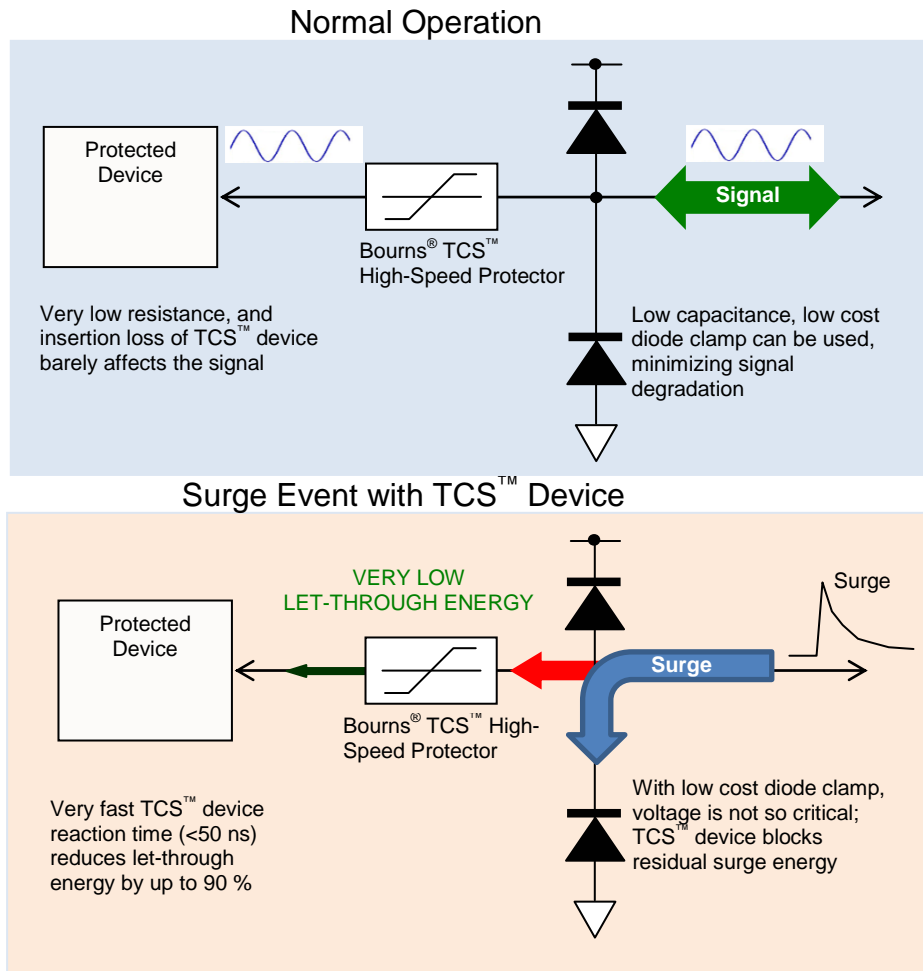 Normal Operation
Protected
Device
Signal
Bourns® TCS™
High-Speed Protector
Very low resistance, and
insertion loss of TCS™ device
barely affects the signal
Low capacitance, low cost
diode clamp can be used,
minimizing signal
degradation
Surge Event with TCS™ Device
VERY LOW
LET-THROUGH ENERGY
Surge
Protected
Device
Surge
Bourns® TCS™ High-
Speed Protector
Very fast TCS™ device
reaction time (<50 ns)
reduces let-through
energy by up to 90 %
With low cost diode clamp,
voltage is not so critical;
TCS™ device blocks
residual surge energy